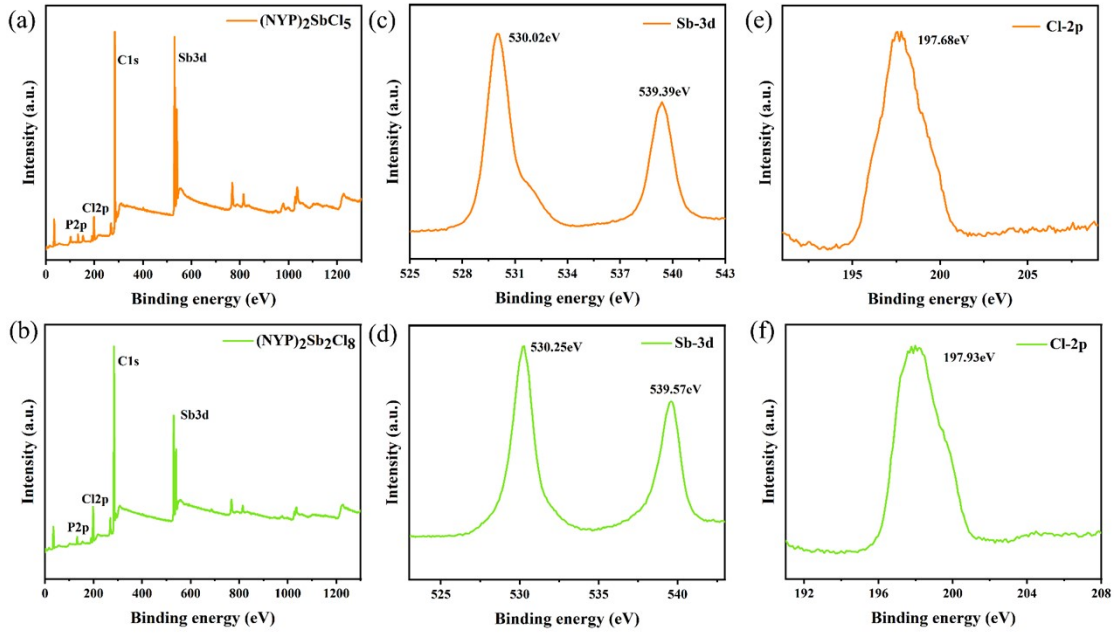 (a)
(NYP)2SbCl5
C1s
Sb3d
Cl2p
P2p
Intensity (a.u.)
0 200 400 600 800 1000 1200
Binding energy (eV)
(c)
Sb-3d
530.02eV
539.39eV
Intensity (a.u.)
525 528 531 534 537 540 543
Binding energy (eV)
(e)
Cl-2p
197.68eV
Intensity (a.u.)
195 200 205
Binding energy (eV)
(b)
(NYP)2Sb2Cl8
C1s
Sb3d
Cl2p
P2p
Intensity (a.u.)
0 200 400 600 800 1000 1200
Binding energy (eV)
(d)
Sb-3d
530.25eV
539.57eV
Intensity (a.u.)
525 530 535 540
Binding energy (eV)
(f)
Cl-2p
197.93eV
Intensity (a.u.)
192 196 200 204 208
Binding energy (eV)